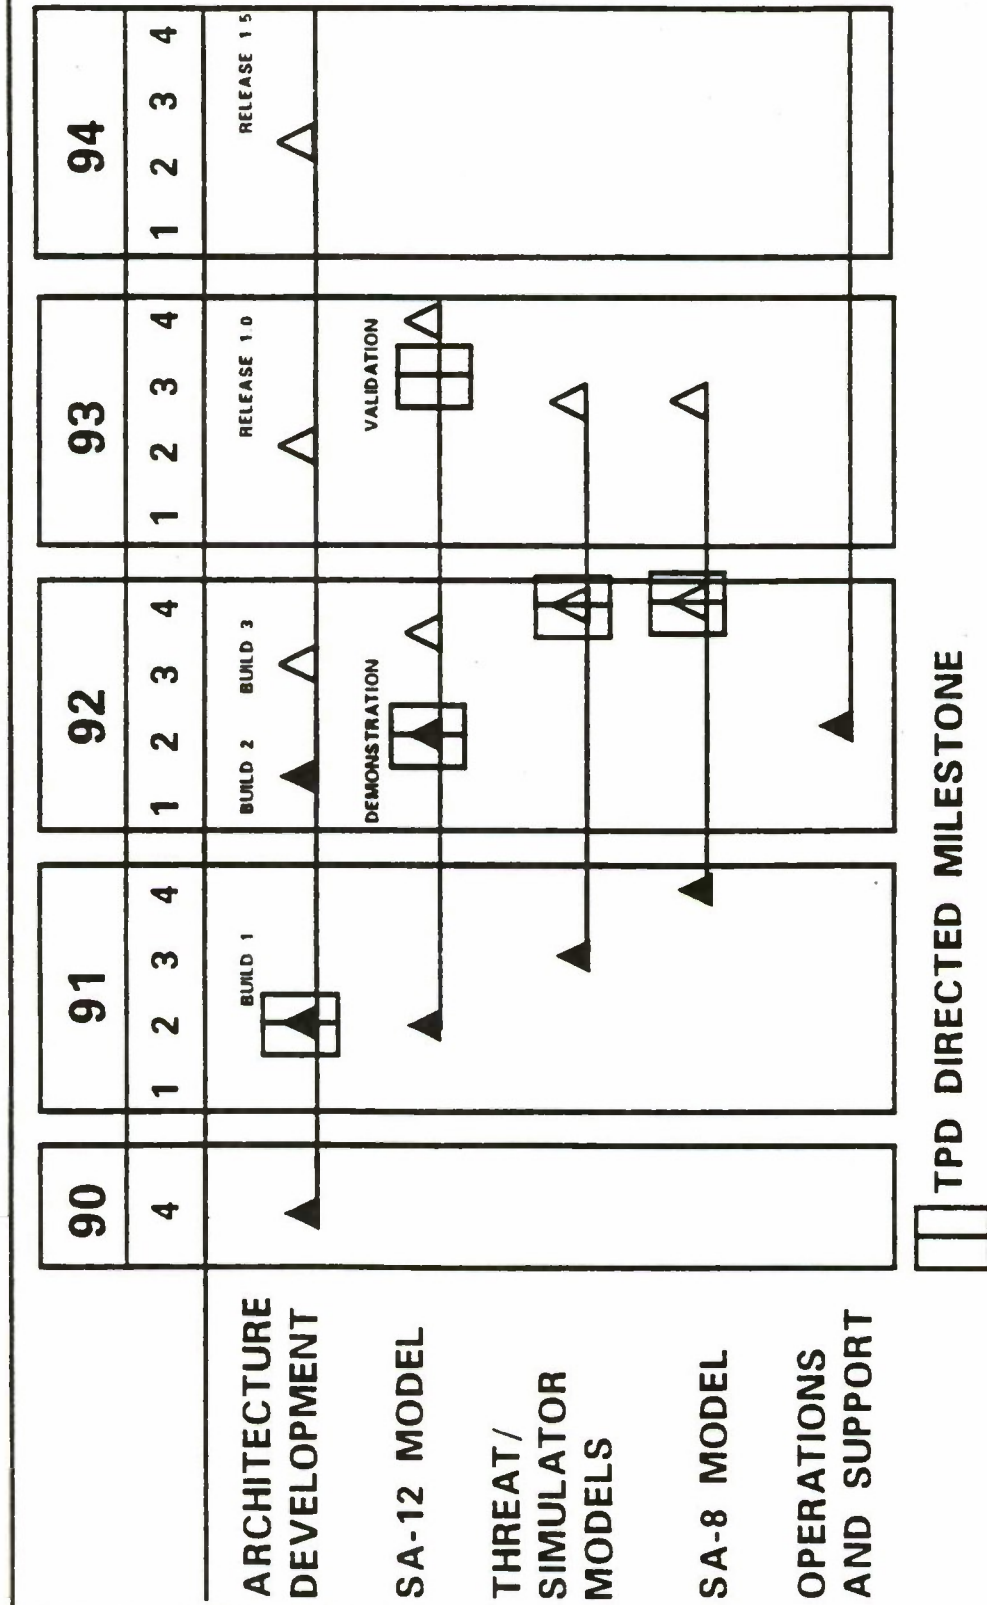 90 91 92 93 94
4 1 2 3 4 1 2 3 4 1 2 3 4 1 2 3 4
ARCHITECTURE
DEVELOPMENT
BUILD 1 BUILD 2 BUILD 3 RELEASE 1.0 RELEASE 1 5
SA-12 MODEL
DEMONSTRATION VALIDATION
THREAT/
SIMULATOR
MODELS
SA-8 MODEL
OPERATIONS
AND SUPPORT
TPD DIRECTED MILESTONE